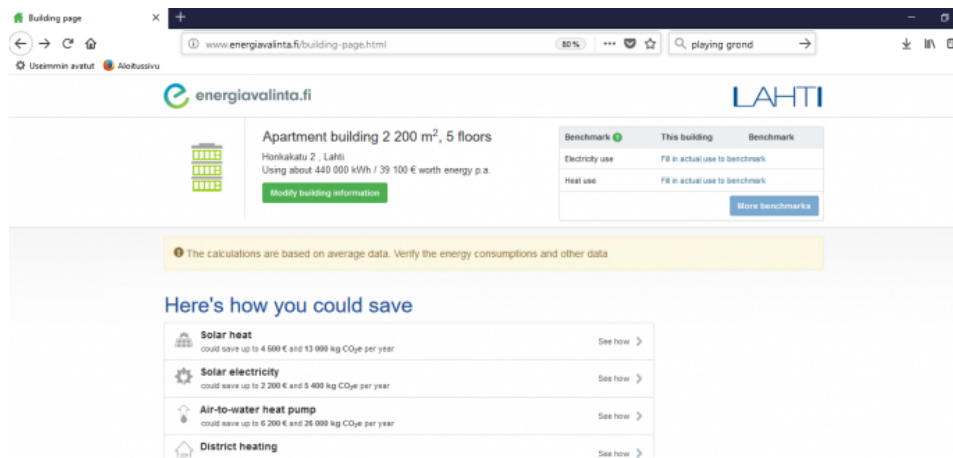 Building page
www.energiavalinta.fi/building-page.html
80 %
playing grond
Useimmin avatut
Aloitussivu
energiavalinta.fi
LAHTI
Apartment building 2 200 m², 5 floors
Honkakatu 2 , Lahti
Using about 440 000 kWh / 39 100 € worth energy p.a.
Modify building information
Benchmark This building Benchmark
Electricity use Fill in actual use to benchmark
Heat use Fill in actual use to benchmark
More benchmarks
The calculations are based on average data. Verify the energy consumptions and other data
Here's how you could save
Solar heat
could save up to 4 500 € and 13 000 kg CO₂e per year
See how
Solar electricity
could save up to 2 200 € and 5 400 kg CO₂e per year
See how
Air-to-water heat pump
could save up to 6 200 € and 26 000 kg CO₂e per year
See how
District heating
See how